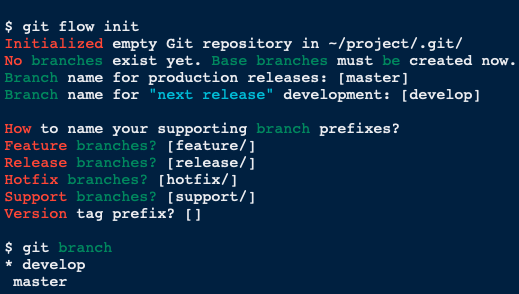 $ git flow init
Initialized empty Git repository in ~/project/.git/
No branches exist yet. Base branches must be created now.
Branch name for production releases: [master]
Branch name for "next release" development: [develop]
How to name your supporting branch prefixes?
Feature branches? [feature/]
Release branches? [release/]
Hotfix branches? [hotfix/]
Support branches? [support/]
Version tag prefix? []
$ git branch
* develop
master